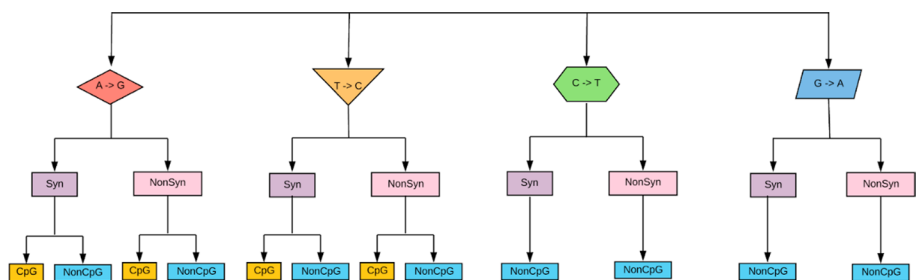 A -> G
T -> C
C -> T
G -> A
Syn
NonSyn
Syn
NonSyn
Syn
NonSyn
Syn
NonSyn
CpG
NonCpG
CpG
NonCpG
CpG
NonCpG
CpG
NonCpG
NonCpG
NonCpG
NonCpG
NonCpG